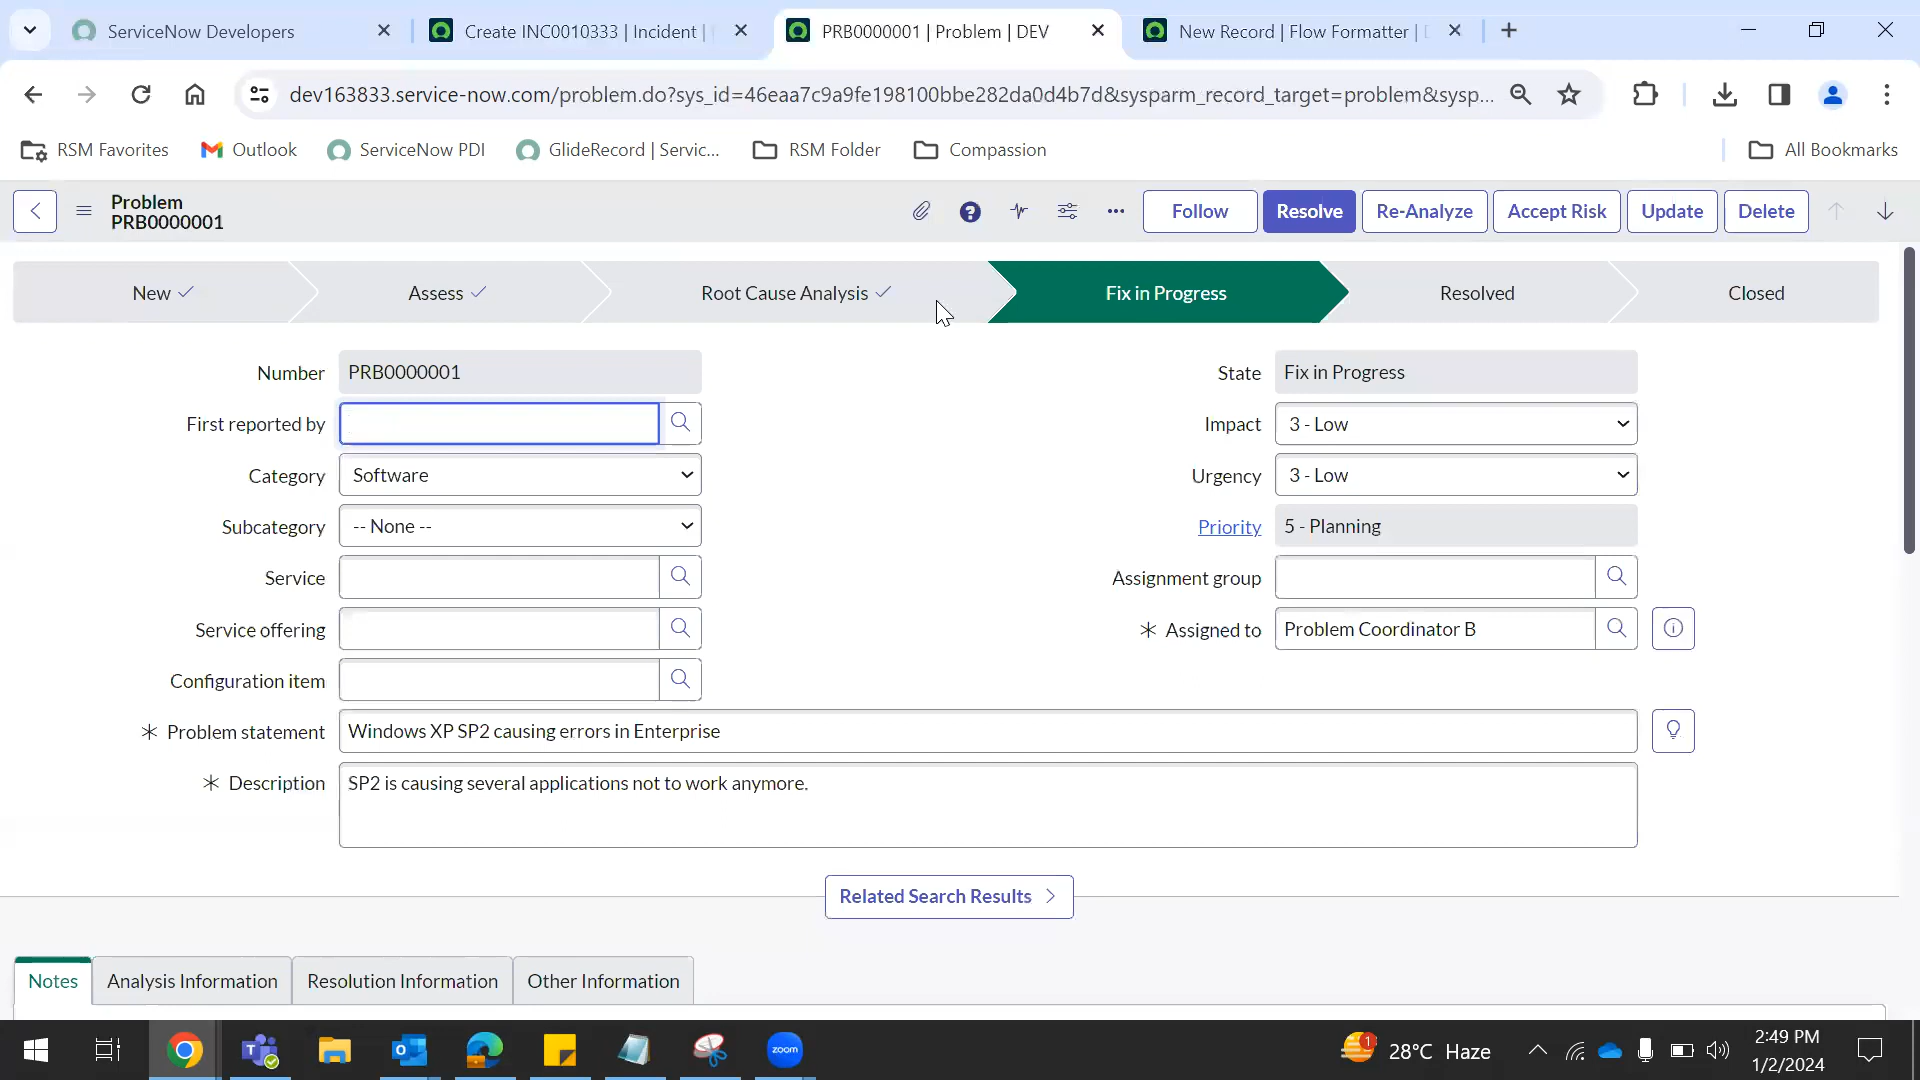 ServiceNow Developers
Create INC0010333 | Incident |
PRB0000001 | Problem | DEV
New Record | Flow Formatter |
dev163833.service-now.com/problem.do?sys_id=46eaa7c9a9fe198100bbe282da0d4b7d&sysparm_record_target=problem&sysp...
RSM Favorites
Outlook
ServiceNow PDI
GlideRecord | Servic...
RSM Folder
Compassion
All Bookmarks
Problem
PRB0000001
Follow
Resolve
Re-Analyze
Accept Risk
Update
Delete
New
Assess
Root Cause Analysis
Fix in Progress
Resolved
Closed
Number PRB0000001
First reported by
Category Software
Subcategory -- None --
Service
Service offering
Configuration item
State Fix in Progress
Impact 3 - Low
Urgency 3 - Low
Priority 5 - Planning
Assignment group
* Assigned to Problem Coordinator B
* Problem statement Windows XP SP2 causing errors in Enterprise
* Description SP2 is causing several applications not to work anymore.
Related Search Results
Notes
Analysis Information
Resolution Information
Other Information
zoom
1
28°C Haze
2:49 PM
1/2/2024